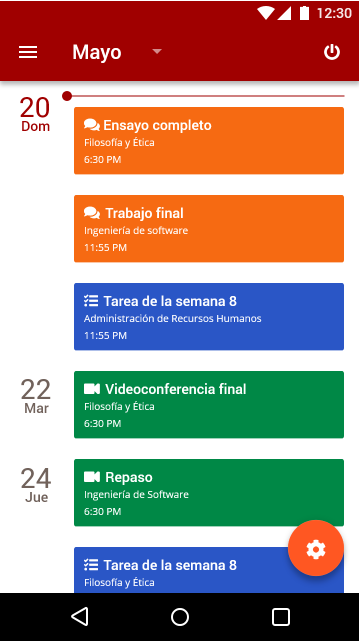 12:30
Mayo
20
Dom
Ensayo completo
Filosofía y Ética
6:30 PM
Trabajo final
Ingeniería de software
11:55 PM
Tarea de la semana 8
Administración de Recursos Humanos
11:55 PM
22
Mar
Videoconferencia final
Filosofía y Ética
6:30 PM
24
Jue
Repaso
Ingeniería de Software
6:30 PM
Tarea de la semana 8
Filosofía y Ética